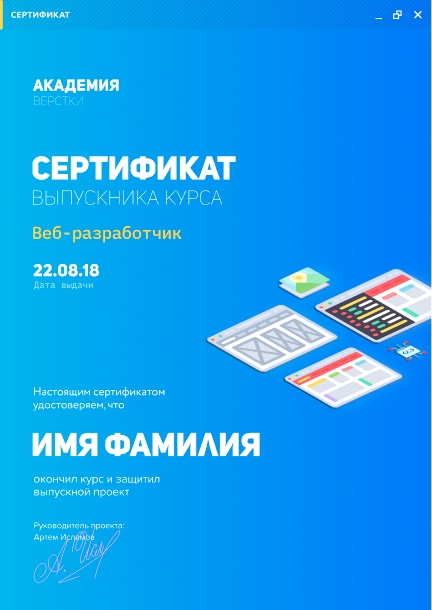 СЕРТИФИКАТ
АКАДЕМИЯ
ВЕРСТКИ
СЕРТИФИКАТ
ВЫПУСКНИКА КУРСА
Веб-разработчик
22.08.18
Дата выдачи
Настоящим сертификатом
удостоверяем, что
ИМЯ ФАМИЛИЯ
окончил курс и защитил
выпускной проект
Руководитель проекта:
Артем Исламов